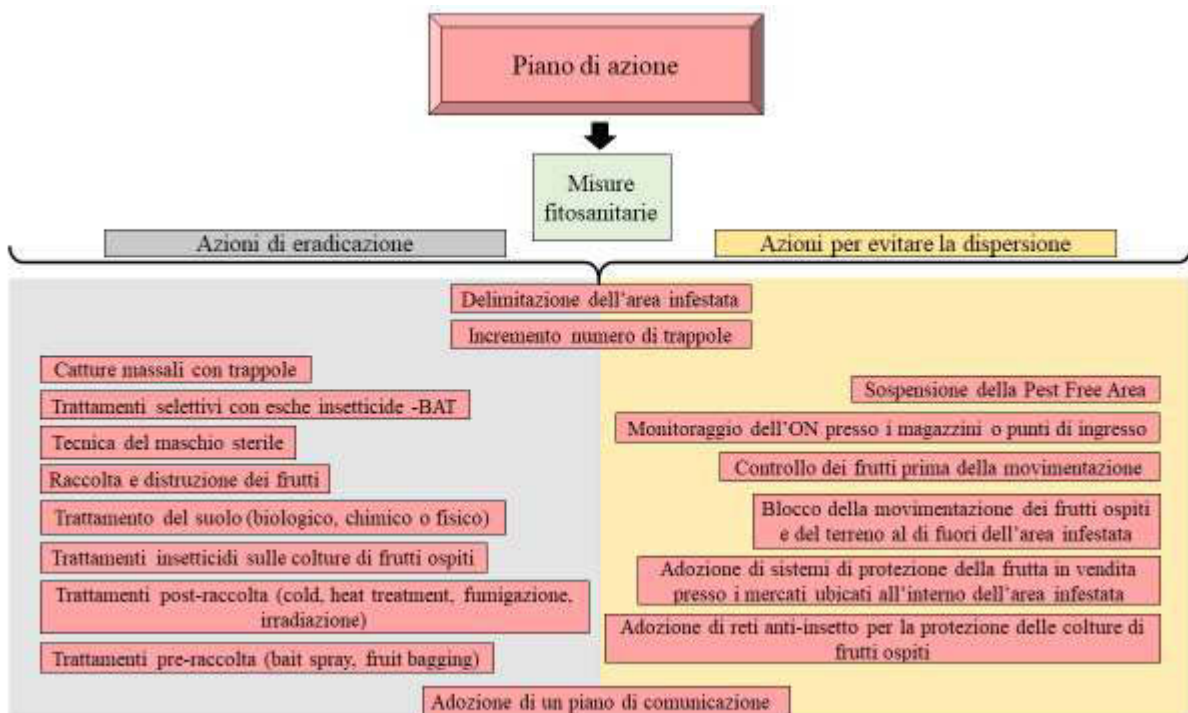 Piano di azione
Misure
fitosanitarie
Azioni di eradicazione
Azioni per evitare la dispersione
Delimitazione dell'area infestata
Incremento numero di trappole
Catture massali con trappole
Trattamenti selettivi con esche insetticide -BAT
Tecnica del maschio sterile
Raccolta e distruzione dei frutti
Trattamento del suolo (biologico, chimico o fisico)
Trattamenti insetticidi sulle colture di frutti ospiti
Trattamenti post-raccolta (cold, heat treatment, fumigazione,
irradiazione)
Trattamenti pre-raccolta (bait spray, fruit bagging)
Sospensione della Pest Free Area
Monitoraggio dell'ON presso i magazzini o punti di ingresso
Controllo dei frutti prima della movimentazione
Blocco della movimentazione dei frutti ospiti
e del terreno al di fuori dell'area infestata
Adozione di sistemi di protezione della frutta in vendita
presso i mercati ubicati all'interno dell'area infestata
Adozione di reti anti-insetto per la protezione delle colture di
frutti ospiti
Adozione di un piano di comunicazione